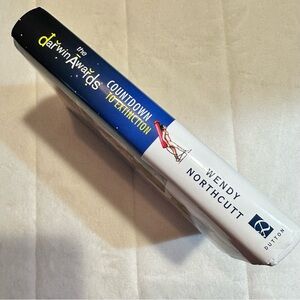 the
darwinAwards
COUNTDOWN
TO EXTINCTION
WENDY
NORTHCUTT
DUTTON